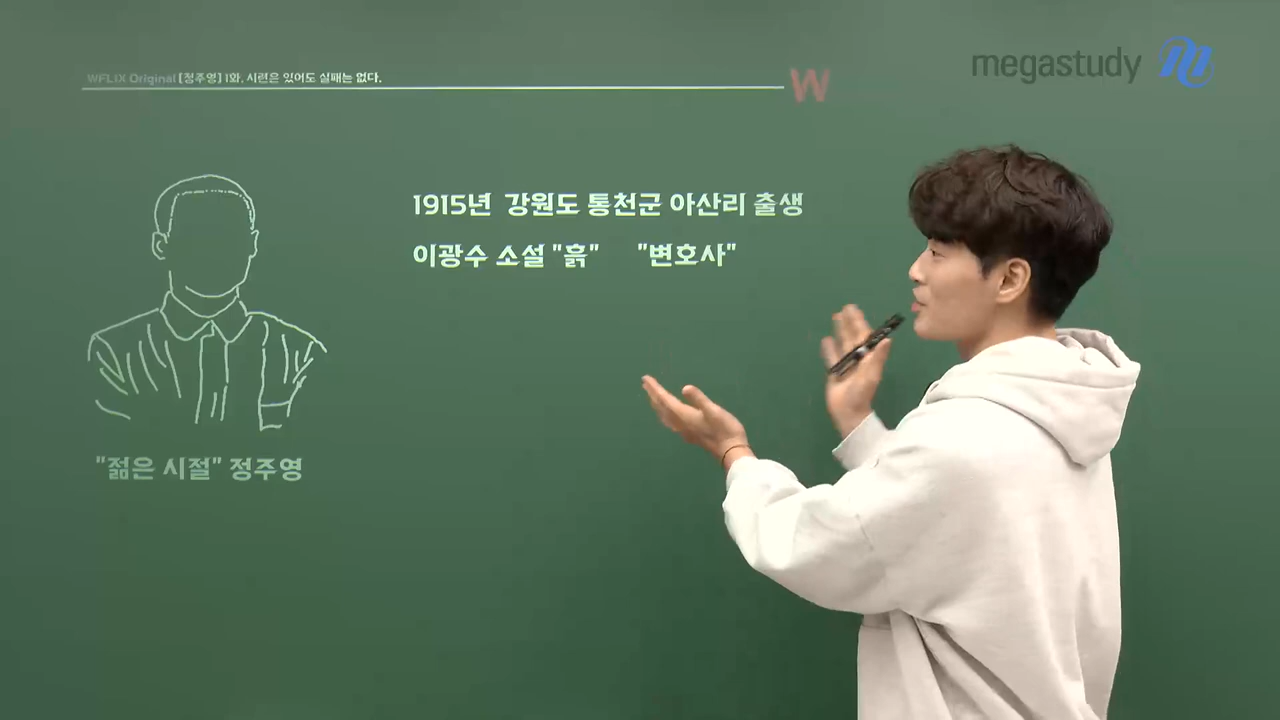 WFLIX Original [정주영] 1화. 시련은 있어도 실패는 없다.
W
megastudy
1915년 강원도 통천군 아산리 출생
이광수 소설 "흙" "변호사"
"젊은 시절" 정주영